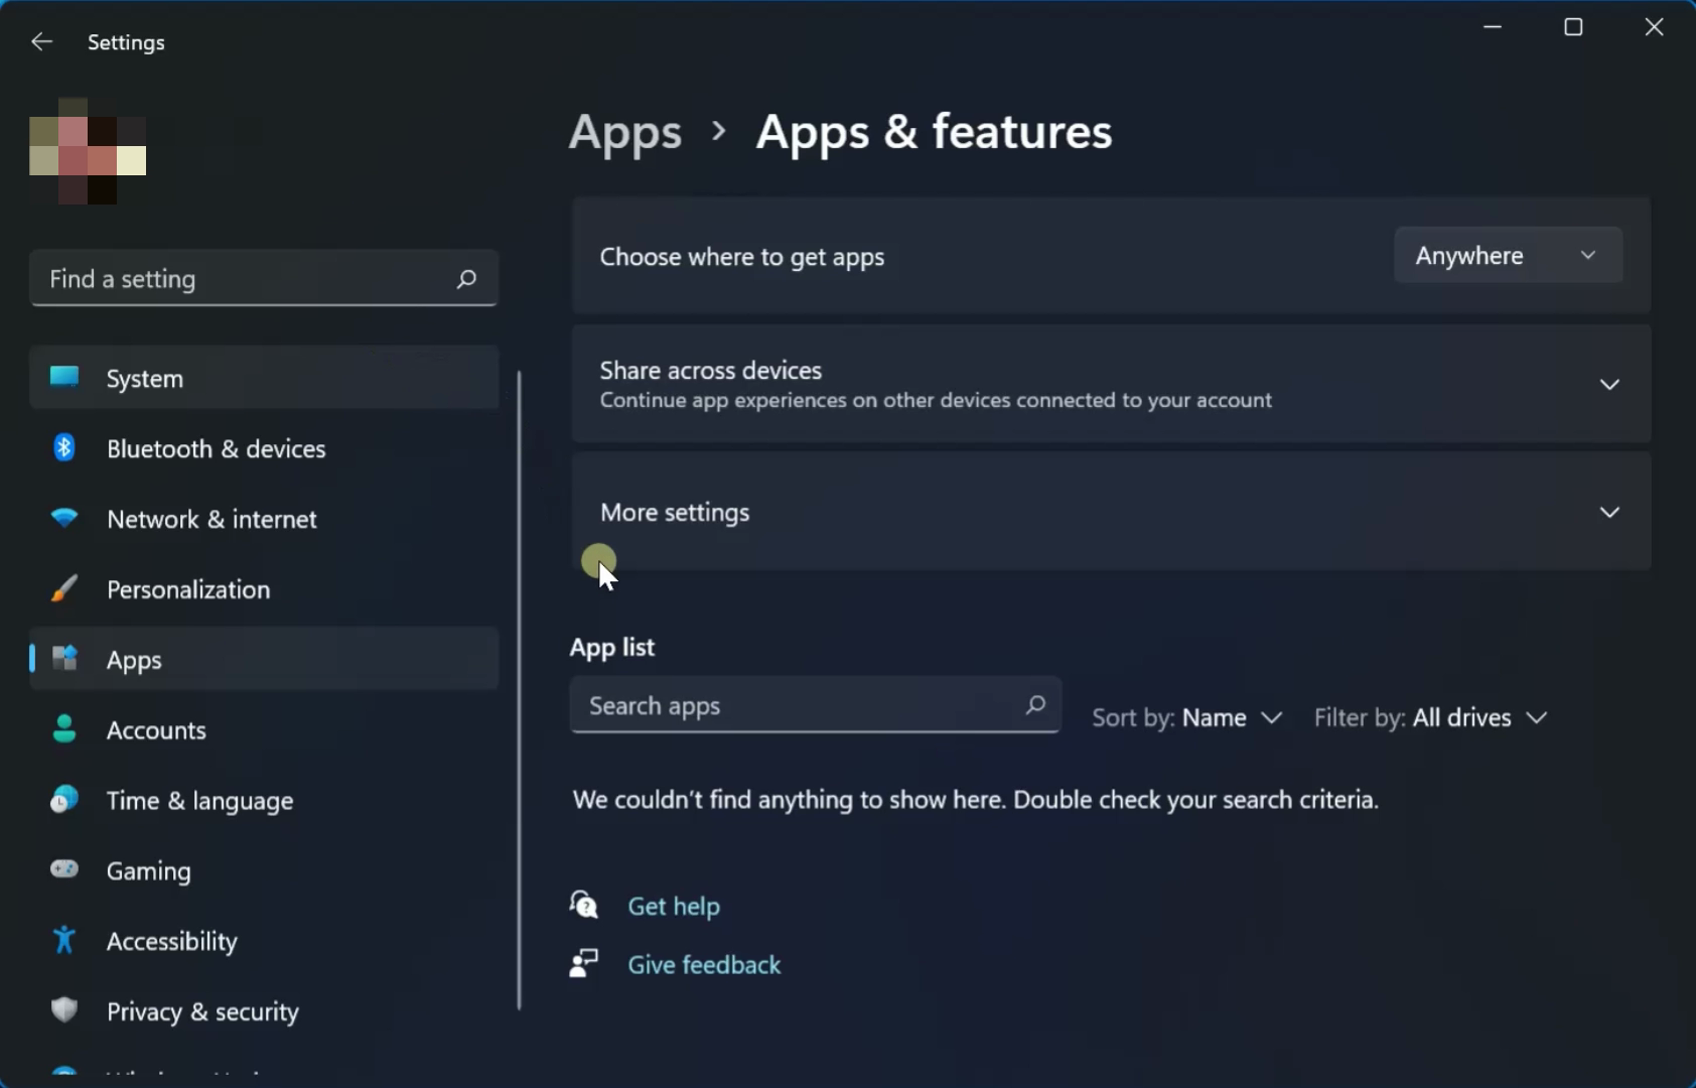 Settings
Find a setting
System
Bluetooth & devices
Network & internet
Personalization
Apps
Accounts
Time & language
Gaming
Accessibility
Privacy & security
Apps > Apps & features
Choose where to get apps
Anywhere
Share across devices
Continue app experiences on other devices connected to your account
More settings
App list
Search apps
Sort by: Name
Filter by: All drives
We couldn't find anything to show here. Double check your search criteria.
Get help
Give feedback